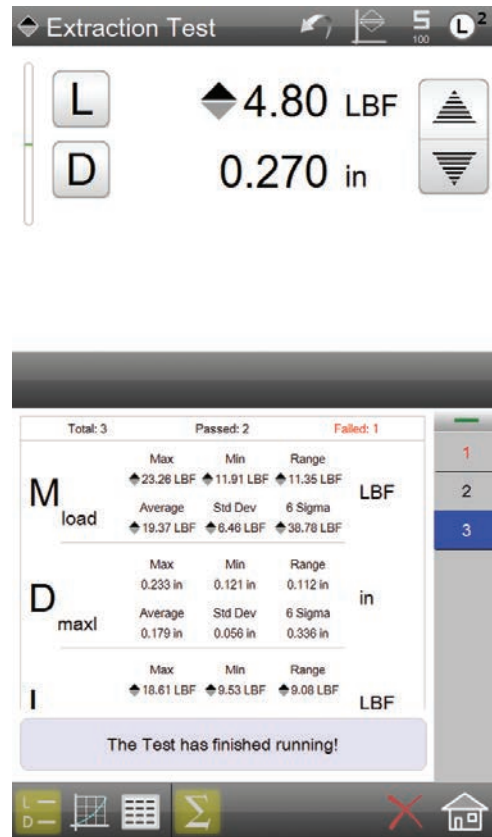 Extraction Test 5 100 L2
L 4.80 LBF
D 0.270 in
Total: 3 Passed: 2 Failed: 1
1
2
3
Max Min Range
23.26 LBF 11.91 LBF 11.35 LBF
M load LBF
Average Std Dev 6 Sigma
19.37 LBF 6.46 LBF 38.78 LBF
Max Min Range
0.233 in 0.121 in 0.112 in
D maxl in
Average Std Dev 6 Sigma
0.179 in 0.056 in 0.336 in
Max Min Range
18.61 LBF 9.53 LBF 9.08 LBF
LBF
The Test has finished running!
L D Σ